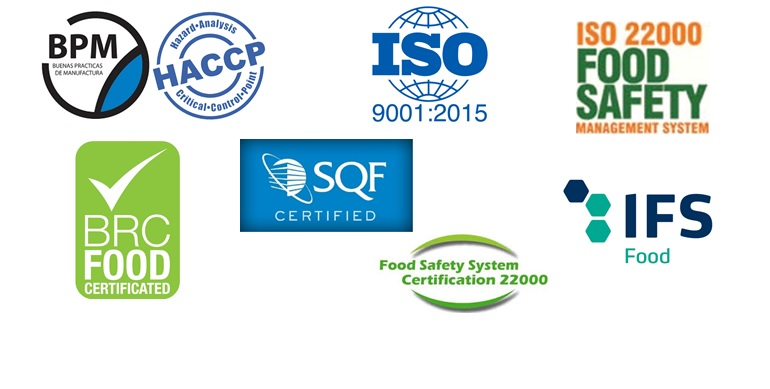 BPM
BUENAS PRACTICAS
DE MANUFACTURA
Hazard•Analysis
HACCP
Critical•Control•Point
ISO
9001:2015
ISO 22000
FOOD
SAFETY
MANAGEMENT SYSTEM
BRC
FOOD
CERTIFICATED
SQF
CERTIFIED
Food Safety System
Certification 22000
IFS
Food